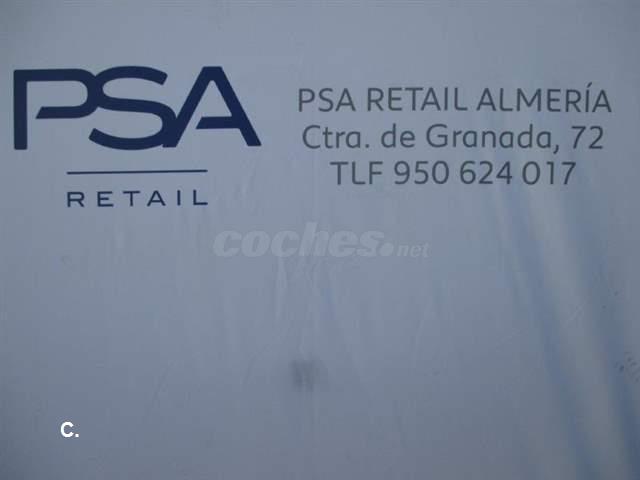 PSA
RETAIL
PSA RETAIL ALMERÍA
Ctra. de Granada, 72
TLF 950 624 017
coches.net
C.